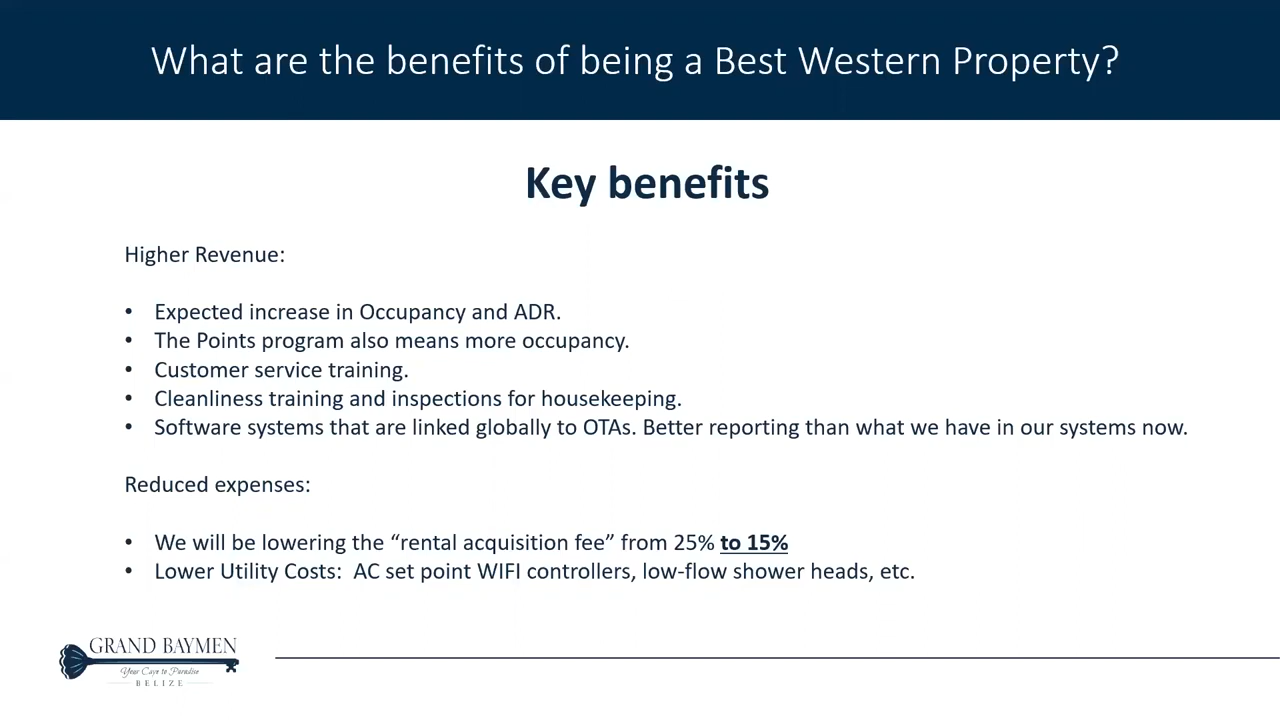 What are the benefits of being a Best Western Property?
Key benefits
Higher Revenue:
• Expected increase in Occupancy and ADR.
• The Points program also means more occupancy.
• Customer service training.
• Cleanliness training and inspections for housekeeping.
• Software systems that are linked globally to OTAs. Better reporting than what we have in our systems now.
Reduced expenses:
• We will be lowering the “rental acquisition fee” from 25% to 15%
• Lower Utility Costs:  AC set point WIFI controllers, low-flow shower heads, etc.
GRAND BAYMEN
Your Caye to Paradise
BELIZE